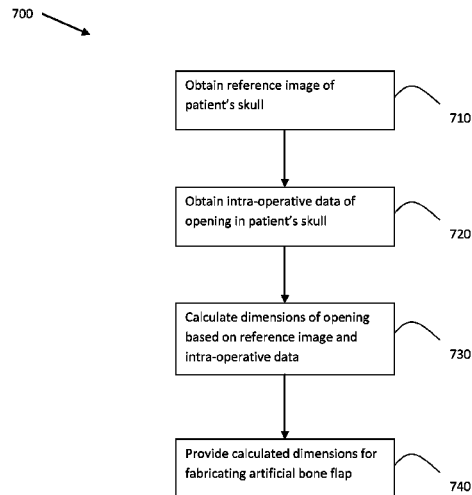 700
Obtain reference image of
patient's skull
710
Obtain intra-operative data of
opening in patient's skull
720
Calculate dimensions of opening
based on reference image and
intra-operative data
730
Provide calculated dimensions for
fabricating artificial bone flap
740